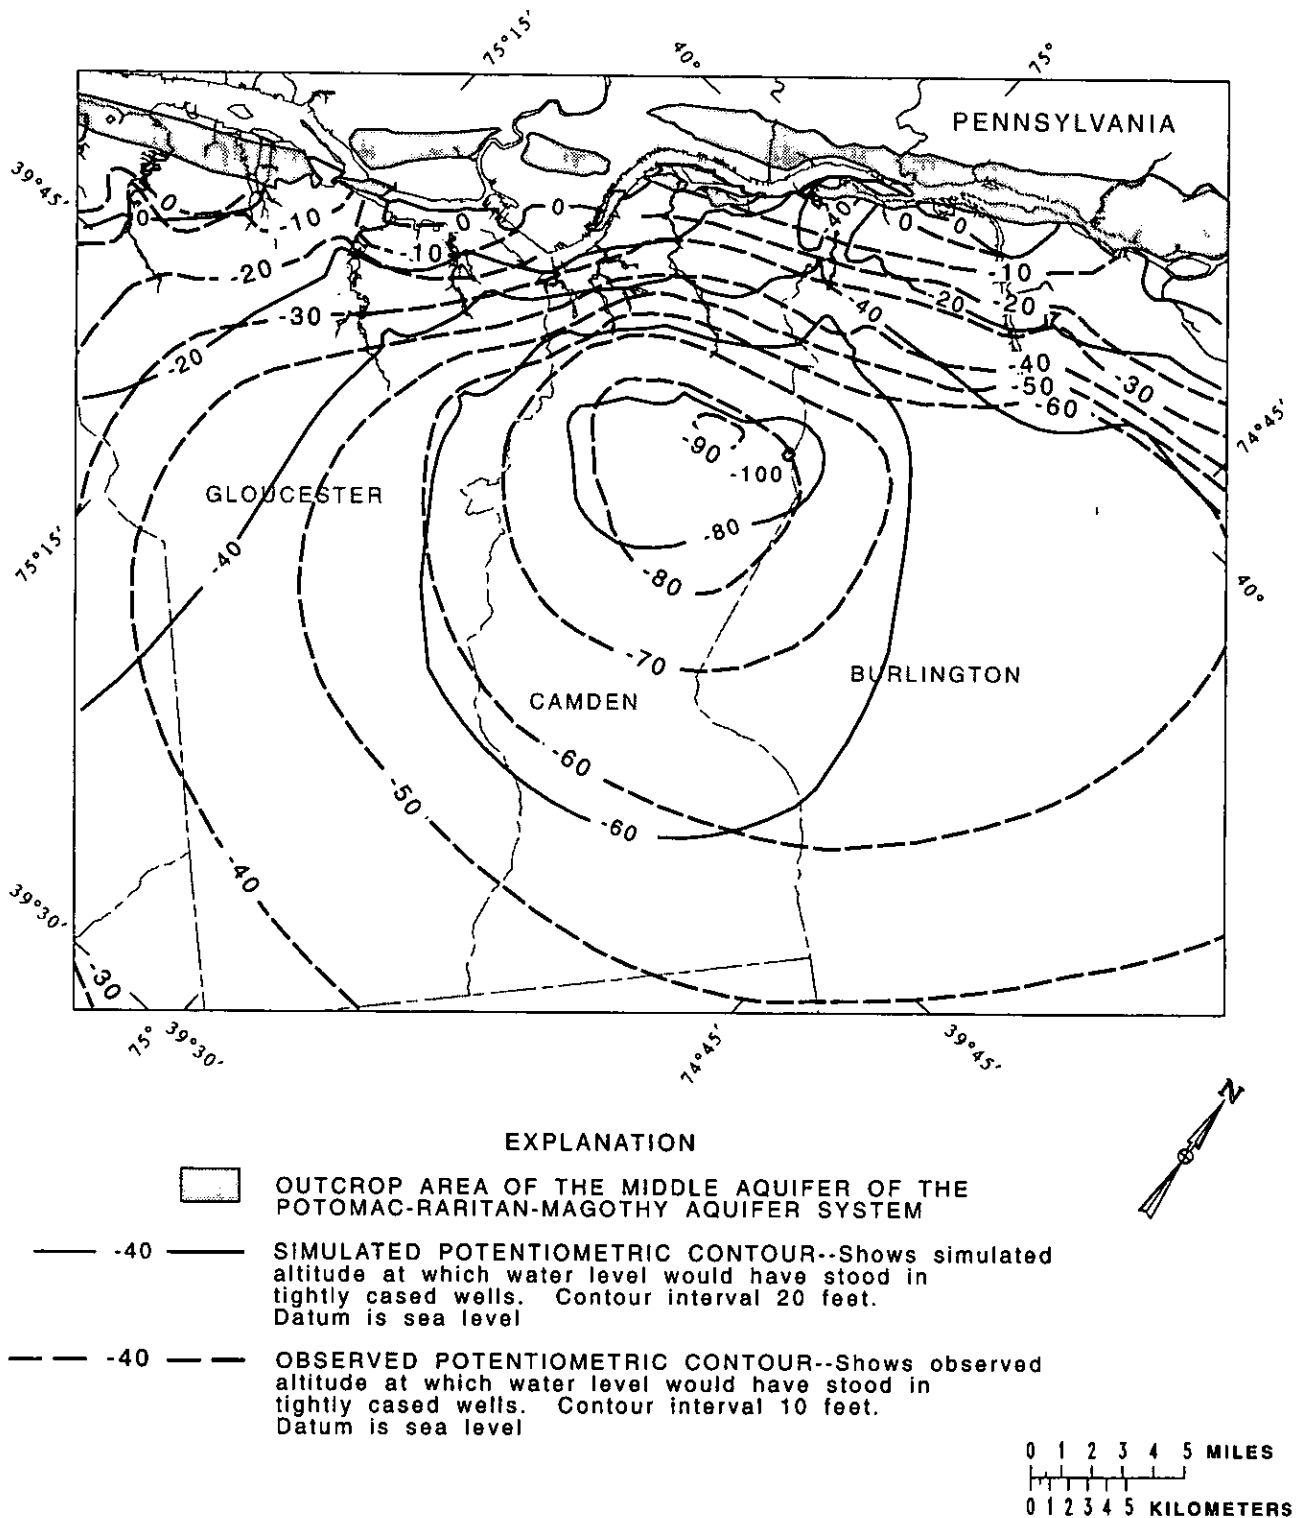 75°15'
40°
75°
PENNSYLVANIA
39°45'
0
0
-10
0
0
-40
0
0
-10
-20
-10
-30
-20
-20
-40
-20
-40
-30
-50
-60
-90
-100
74°45'
GLOUCESTER
-80
75°15'
-40
-80
40°
-70
BURLINGTON
CAMDEN
-60
-50
-60
-40
39°30'
-30
75°
39°30'
74°45'
39°45'
N
EXPLANATION
OUTCROP AREA OF THE MIDDLE AQUIFER OF THE
POTOMAC-RARITAN-MAGOTHY AQUIFER SYSTEM
-40 SIMULATED POTENTIOMETRIC CONTOUR--Shows simulated
altitude at which water level would have stood in
tightly cased wells. Contour interval 20 feet.
Datum is sea level
-40 OBSERVED POTENTIOMETRIC CONTOUR--Shows observed
altitude at which water level would have stood in
tightly cased wells. Contour interval 10 feet.
Datum is sea level
0 1 2 3 4 5 MILES
0 1 2 3 4 5 KILOMETERS